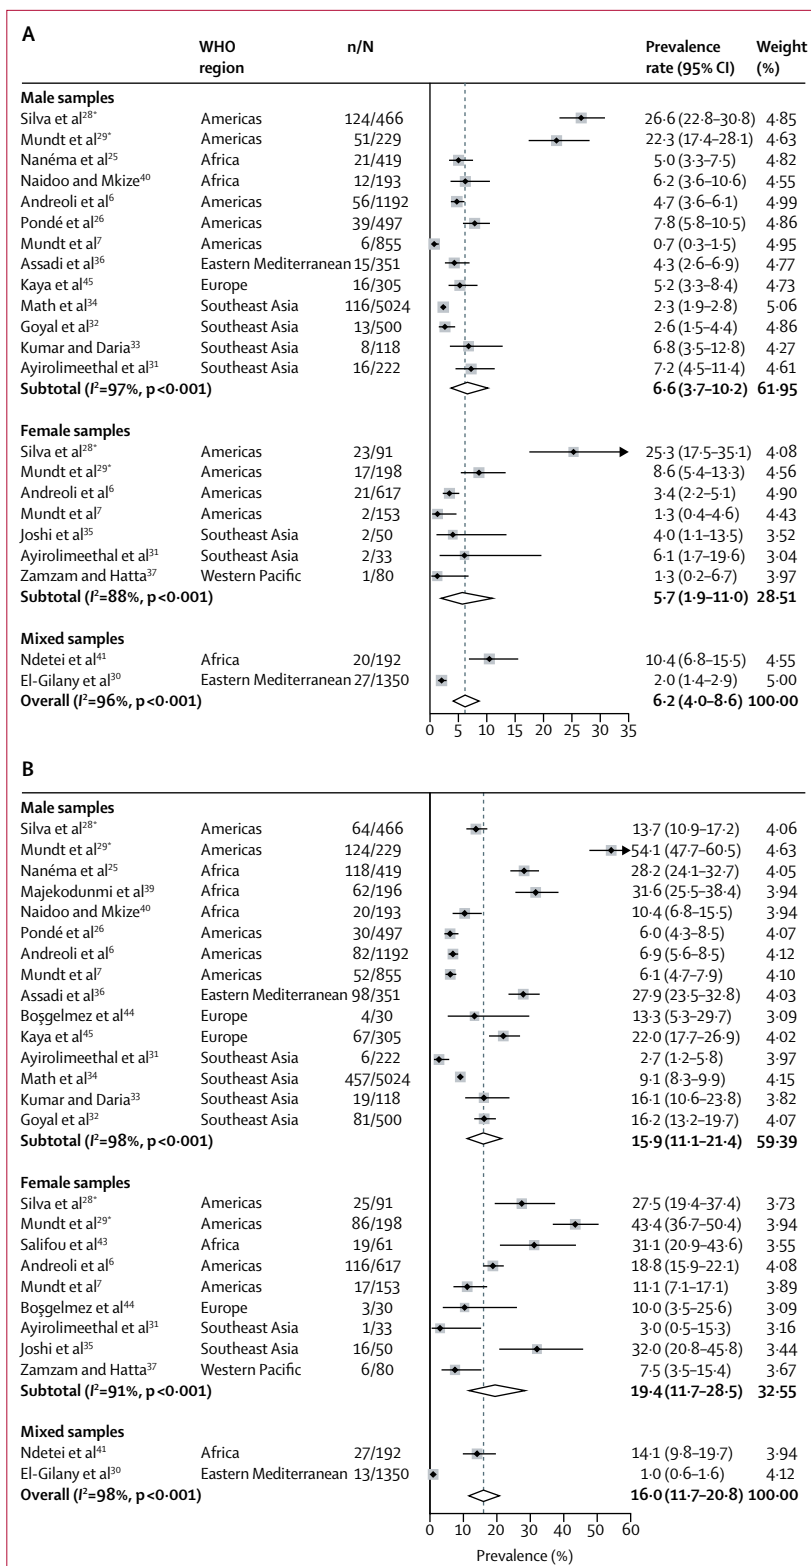 A
WHO region n/N Prevalence rate (95% CI) Weight (%)
Male samples
Silva et al28* Americas 124/466 26·6 (22·8–30·8) 4·85
Mundt et al29* Americas 51/229 22·3 (17·4–28·1) 4·63
Nanéma et al25 Africa 21/419 5·0 (3·3–7·5) 4·82
Naidoo and Mkize40 Africa 12/193 6·2 (3·6–10·6) 4·55
Andreoli et al6 Americas 56/1192 4·7 (3·6–6·1) 4·99
Pondé et al26 Americas 39/497 7·8 (5·8–10·5) 4·86
Mundt et al7 Americas 6/855 0·7 (0·3–1·5) 4·95
Assadi et al36 Eastern Mediterranean 15/351 4·3 (2·6–6·9) 4·77
Kaya et al45 Europe 16/305 5·2 (3·3–8·4) 4·73
Math et al34 Southeast Asia 116/5024 2·3 (1·9–2·8) 5·06
Goyal et al32 Southeast Asia 13/500 2·6 (1·5–4·4) 4·86
Kumar and Daria33 Southeast Asia 8/118 6·8 (3·5–12·8) 4·27
Ayirolimeethal et al31 Southeast Asia 16/222 7·2 (4·5–11·4) 4·61
Subtotal (I²=97%, p<0·001) 6·6 (3·7–10·2) 61·95
Female samples
Silva et al28* Americas 23/91 25·3 (17·5–35·1) 4·08
Mundt et al29* Americas 17/198 8·6 (5·4–13·3) 4·56
Andreoli et al6 Americas 21/617 3·4 (2·2–5·1) 4·90
Mundt et al7 Americas 2/153 1·3 (0·4–4·6) 4·43
Joshi et al35 Southeast Asia 2/50 4·0 (1·1–13·5) 3·52
Ayirolimeethal et al31 Southeast Asia 2/33 6·1 (1·7–19·6) 3·04
Zamzam and Hatta37 Western Pacific 1/80 1·3 (0·2–6·7) 3·97
Subtotal (I²=88%, p<0·001) 5·7 (1·9–11·0) 28·51
Mixed samples
Ndetei et al41 Africa 20/192 10·4 (6·8–15·5) 4·55
El-Gilany et al30 Eastern Mediterranean 27/1350 2·0 (1·4–2·9) 5·00
Overall (I²=96%, p<0·001) 6·2 (4·0–8·6) 100·00
0 5 10 15 20 25 30 35
B
Male samples
Silva et al28* Americas 64/466 13·7 (10·9–17·2) 4·06
Mundt et al29* Americas 124/229 54·1 (47·7–60·5) 4·63
Nanéma et al25 Africa 118/419 28·2 (24·1–32·7) 4·05
Majekodunmi et al39 Africa 62/196 31·6 (25·5–38·4) 3·94
Naidoo and Mkize40 Africa 20/193 10·4 (6·8–15·5) 3·94
Pondé et al26 Americas 30/497 6·0 (4·3–8·5) 4·07
Andreoli et al6 Americas 82/1192 6·9 (5·6–8·5) 4·12
Mundt et al7 Americas 52/855 6·1 (4·7–7·9) 4·10
Assadi et al36 Eastern Mediterranean 98/351 27·9 (23·5–32·8) 4·03
Boşgelmez et al44 Europe 4/30 13·3 (5·3–29·7) 3·09
Kaya et al45 Europe 67/305 22·0 (17·7–26·9) 4·02
Ayirolimeethal et al31 Southeast Asia 6/222 2·7 (1·2–5·8) 3·97
Math et al34 Southeast Asia 457/5024 9·1 (8·3–9·9) 4·15
Kumar and Daria33 Southeast Asia 19/118 16·1 (10·6–23·8) 3·82
Goyal et al32 Southeast Asia 81/500 16·2 (13·2–19·7) 4·07
Subtotal (I²=98%, p<0·001) 15·9 (11·1–21·4) 59·39
Female samples
Silva et al28* Americas 25/91 27·5 (19·4–37·4) 3·73
Mundt et al29* Americas 86/198 43·4 (36·7–50·4) 3·94
Salifou et al43 Africa 19/61 31·1 (20·9–43·6) 3·55
Andreoli et al6 Americas 116/617 18·8 (15·9–22·1) 4·08
Mundt et al7 Americas 17/153 11·1 (7·1–17·1) 3·89
Boşgelmez et al44 Europe 3/30 10·0 (3·5–25·6) 3·09
Ayirolimeethal et al31 Southeast Asia 1/33 3·0 (0·5–15·3) 3·16
Joshi et al35 Southeast Asia 16/50 32·0 (20·8–45·8) 3·44
Zamzam and Hatta37 Western Pacific 6/80 7·5 (3·5–15·4) 3·67
Subtotal (I²=91%, p<0·001) 19·4 (11·7–28·5) 32·55
Mixed samples
Ndetei et al41 Africa 27/192 14·1 (9·8–19·7) 3·94
El-Gilany et al30 Eastern Mediterranean 13/1350 1·0 (0·6–1·6) 4·12
Overall (I²=98%, p<0·001) 16·0 (11·7–20·8) 100·00
0 10 20 30 40 50 60
Prevalence (%)